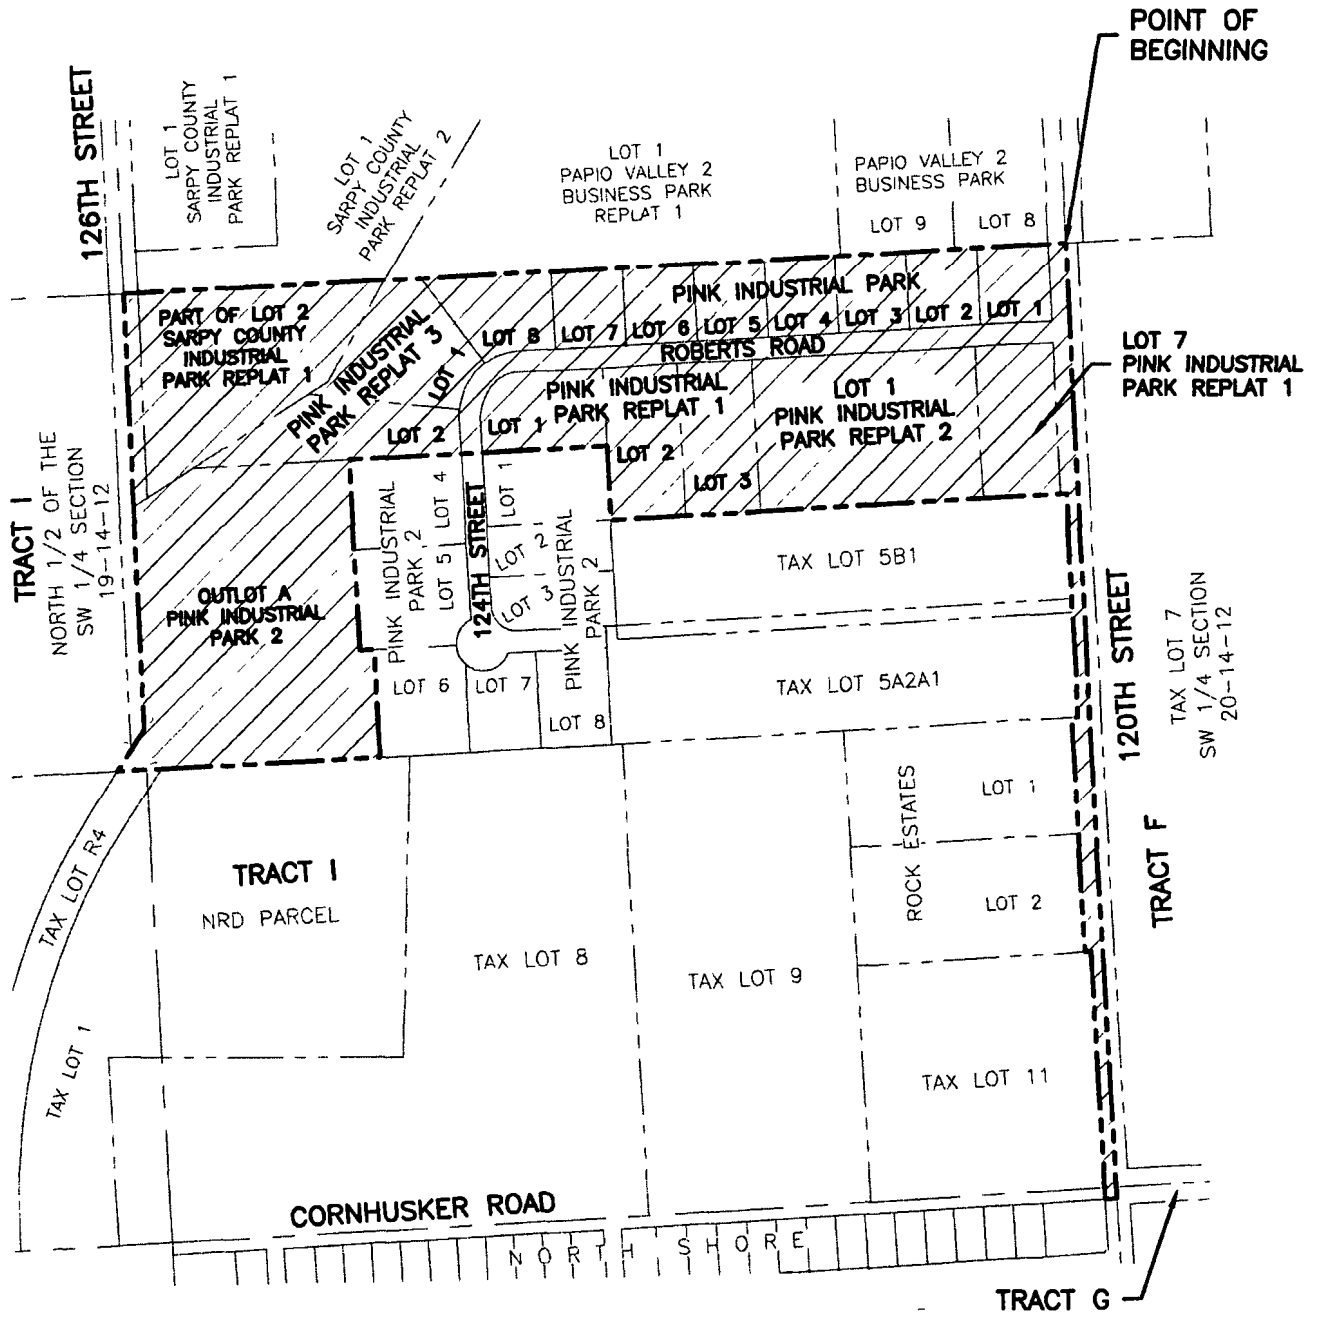 POINT OF
BEGINNING
126TH STREET
LOT 1
SARPY COUNTY
INDUSTRIAL
PARK REPLAT 1
LOT 1
SARPY COUNTY
INDUSTRIAL
PARK REPLAT 2
LOT 1
PAPIO VALLEY 2
BUSINESS PARK
REPLAT 1
PAPIO VALLEY 2
BUSINESS PARK
LOT 9
LOT 8
PART OF LOT 2
SARPY COUNTY
INDUSTRIAL
PARK REPLAT 1
PINK INDUSTRIAL
PARK REPLAT 3
LOT 1
LOT 2
PINK INDUSTRIAL PARK
LOT 8
LOT 7
LOT 6
LOT 5
LOT 4
LOT 3
LOT 2
LOT 1
ROBERTS ROAD
LOT 7
PINK INDUSTRIAL
PARK REPLAT 1
PINK INDUSTRIAL
PARK REPLAT 1
LOT 1
LOT 2
LOT 3
LOT 1
PINK INDUSTRIAL
PARK REPLAT 2
TRACT I
NORTH 1/2 OF THE
SW 1/4 SECTION
19-14-12
OUTLOT A
PINK INDUSTRIAL
PARK 2
PINK INDUSTRIAL
PARK 2
LOT 4
LOT 5
124TH STREET
LOT 1
LOT 2
LOT 3
PINK INDUSTRIAL
PARK 2
LOT 6
LOT 7
LOT 8
TAX LOT 5B1
TAX LOT 5A2A1
120TH STREET
TAX LOT 7
SW 1/4 SECTION
20-14-12
ROCK ESTATES
LOT 1
LOT 2
TRACT F
TAX LOT R4
TRACT I
NRD PARCEL
TAX LOT 8
TAX LOT 9
TAX LOT 11
TAX LOT 1
CORNHUSKER ROAD
NORTH SHORE
TRACT G